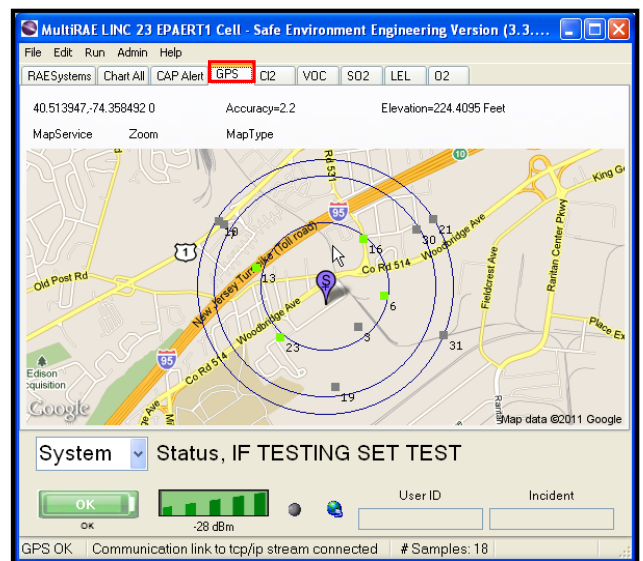 MultiRAE LINC 23 EPAERT1 Cell - Safe Environment Engineering Version (3.3....
File Edit Run Admin Help
RAESystems Chart All CAP Alert GPS Cl2 VOC SO2 LEL O2
40.513947,-74.358492 0 Accuracy=2.2 Elevation=224.4095 Feet
MapService Zoom MapType
Rd 531
10
King G
95
21
30
16
1
Woodbridge Ave
Co Rd 514
Raritan Center Pkwy
Old Post Rd
New Jersey Turnpike (Toll road)
13
S
Fieldcrest Ave
6
Woodbridge Ave
3
Place
23
31
95
Edison
Co Rd 514
19
Google
Map data ©2011 Google
System Status, IF TESTING SET TEST
OK
User ID Incident
OK -28 dBm
GPS OK Communication link to tcp/ip stream connected # Samples: 18